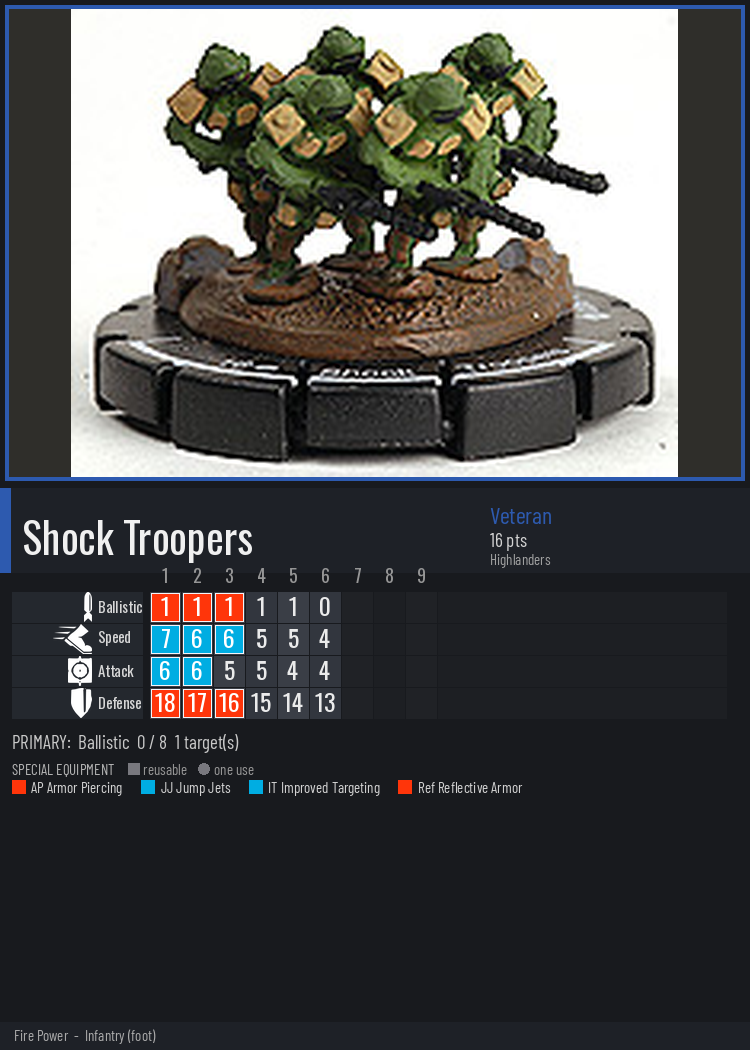 Shock
Shock Troopers
Veteran
16 pts
Highlanders
1 2 3 4 5 6 7 8 9
Ballistic 1 1 1 1 1 0
Speed 7 6 6 5 5 4
Attack 6 6 5 5 4 4
Defense 18 17 16 15 14 13
PRIMARY: Ballistic 0 / 8 1 target(s)
SPECIAL EQUIPMENT reusable one use
AP Armor Piercing JJ Jump Jets IT Improved Targeting Ref Reflective Armor
Fire Power - Infantry (foot)